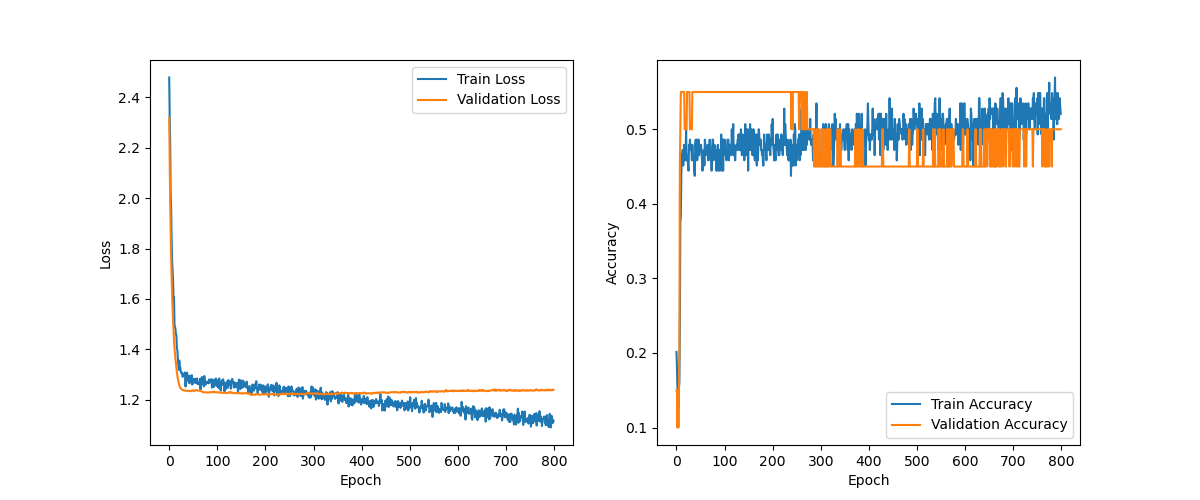 Train Loss
Validation Loss
2.4
2.2
2.0
1.8
1.6
1.4
1.2
Loss
0 100 200 300 400 500 600 700 800
Epoch
0.5
0.4
0.3
0.2
0.1
Accuracy
Train Accuracy
Validation Accuracy
0 100 200 300 400 500 600 700 800
Epoch